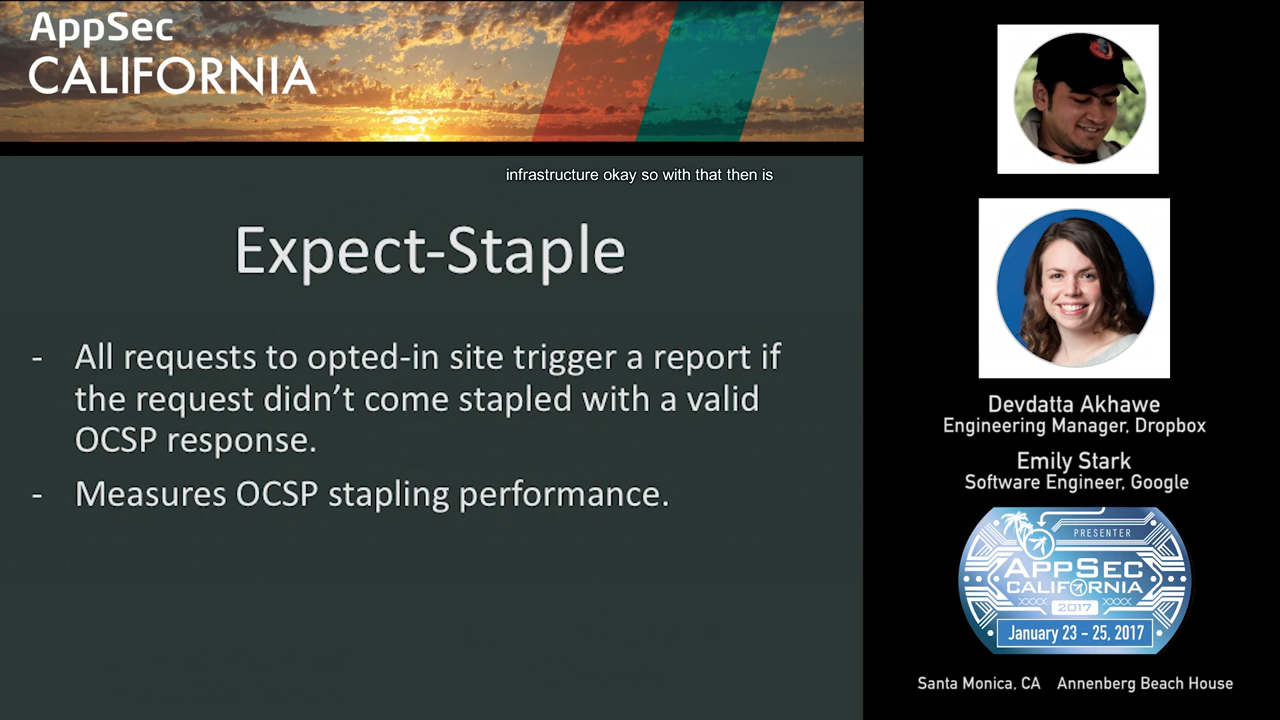 AppSec
CALIFORNIA
infrastructure okay so with that then is
Expect-Staple
- All requests to opted-in site trigger a report if
the request didn’t come stapled with a valid
OCSP response.
- Measures OCSP stapling performance.
Devdatta Akhawe
Engineering Manager, Dropbox
Emily Stark
Software Engineer, Google
PRESENTER
APPSEC
CALIFORNIA
2017
January 23 - 25, 2017
Santa Monica, CA Annenberg Beach House